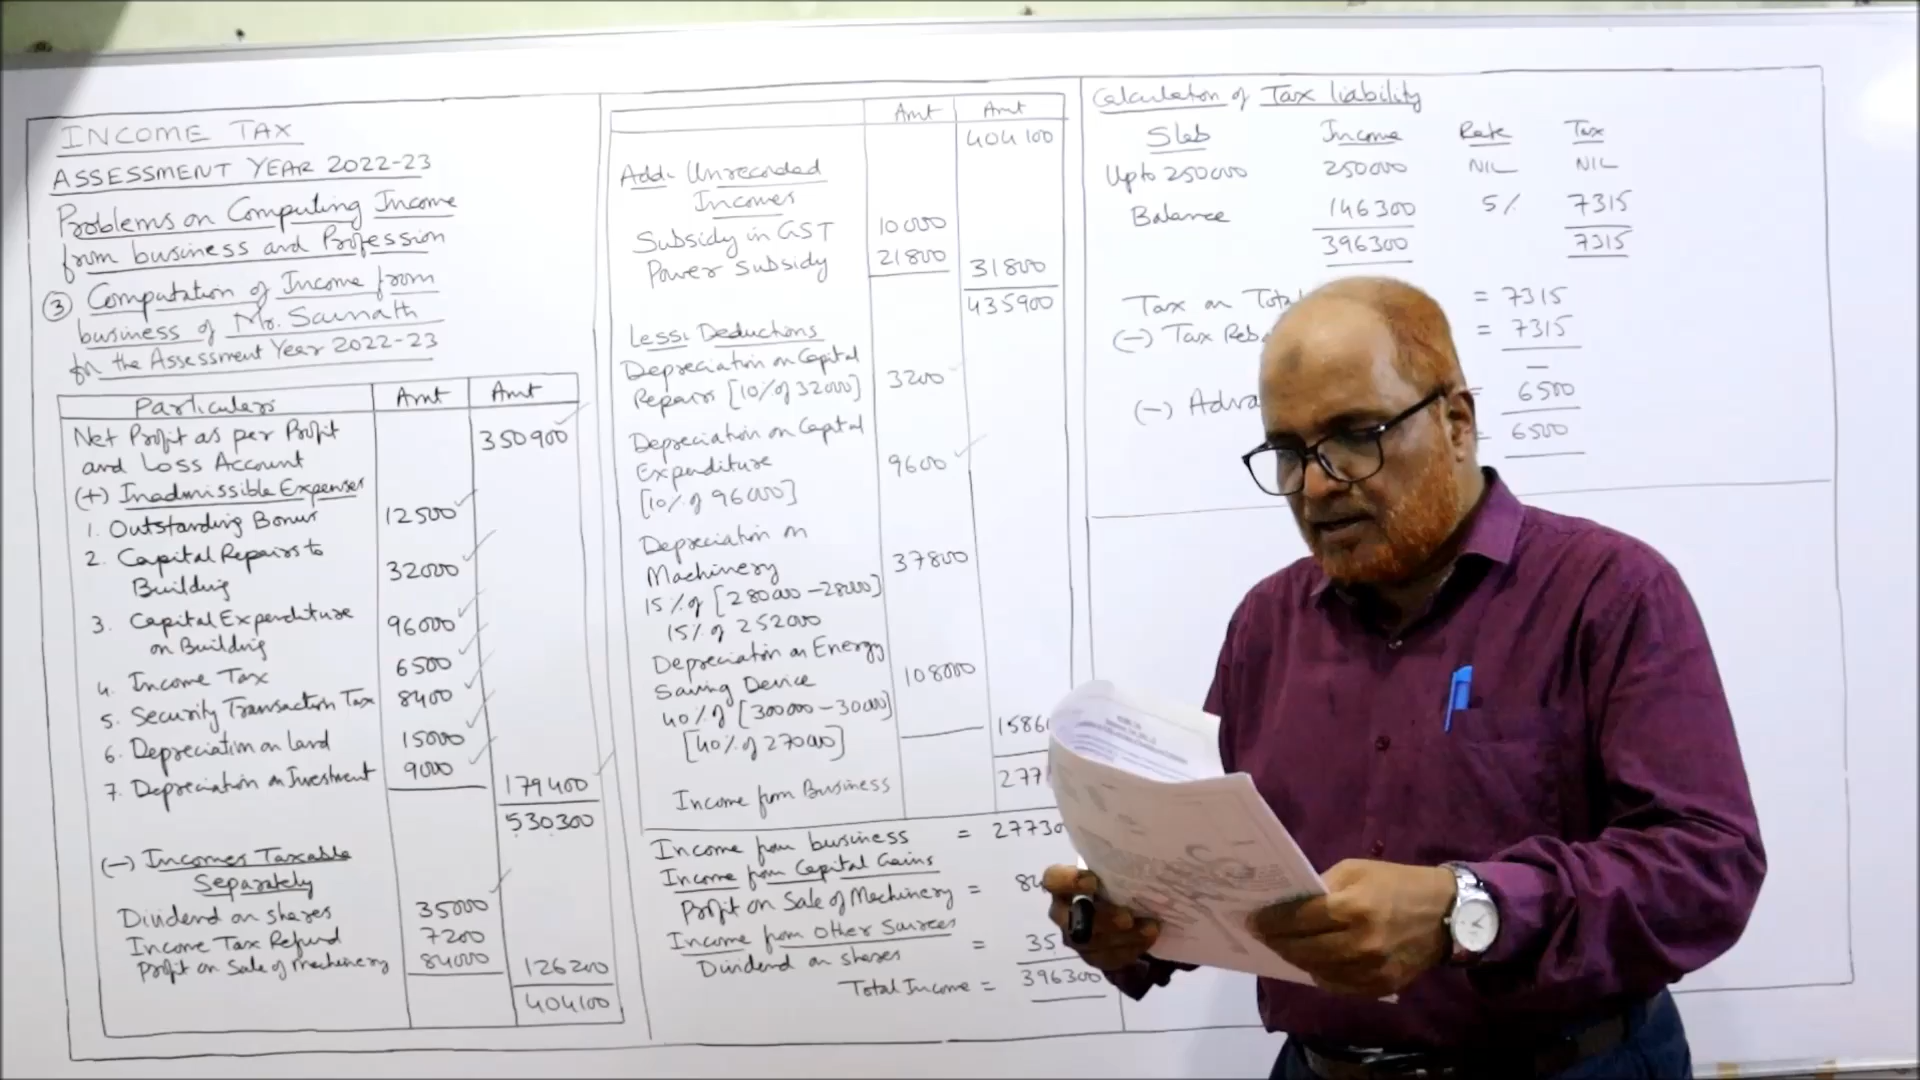 INCOME TAX
ASSESSMENT YEAR 2022-23
Problems on Computing Income
from business and Profession
③ Computation of Income from
business of Mr. Sainath
for the Assessment Year 2022-23
Particulars Amt Amt
Net Profit as per Profit
and Loss Account 350900
(+) Inadmissible Expenses
1. Outstanding Bonus 12500
2. Capital Repairs to
Building 32000
3. Capital Expenditure
on Building 96000
4. Income Tax 6500
5. Security Transaction Tax 8400
6. Depreciation on land 15000
7. Depreciation on Investment 9000 179400
530300
(-) Incomes Taxable
Separately
Dividend on shares 35000
Income Tax Refund 7200
Profit on Sale of Machinery 84000 126200
404100
Amt Amt
404100
Add: Unrecorded
Incomes
Subsidy in GST 10000
Power Subsidy 21800 31800
435900
Less: Deductions
Depreciation on Capital
Repairs [10% of 32000] 3200
Depreciation on Capital
Expenditure 9600
[10% of 96000]
Depreciation on
Machinery 37800
15% of [280000-28000]
15% of 252000
Depreciation on Energy
Saving Device 108000
40% of [300000-30000]
[40% of 270000] 1586
Income from Business 277
Income from business = 27730
Income from Capital Gains
Profit on Sale of Machinery = 84
Income from Other Sources
Dividend on shares = 35
Total Income = 396300
Calculation of Tax liability
Slab Income Rate Tax
Upto 250000 250000 NIL NIL
Balance 146300 5% 7315
396300 7315
Tax on Total = 7315
(-) Tax Reb = 7315
-
(-) Adva = 6500
= 6500